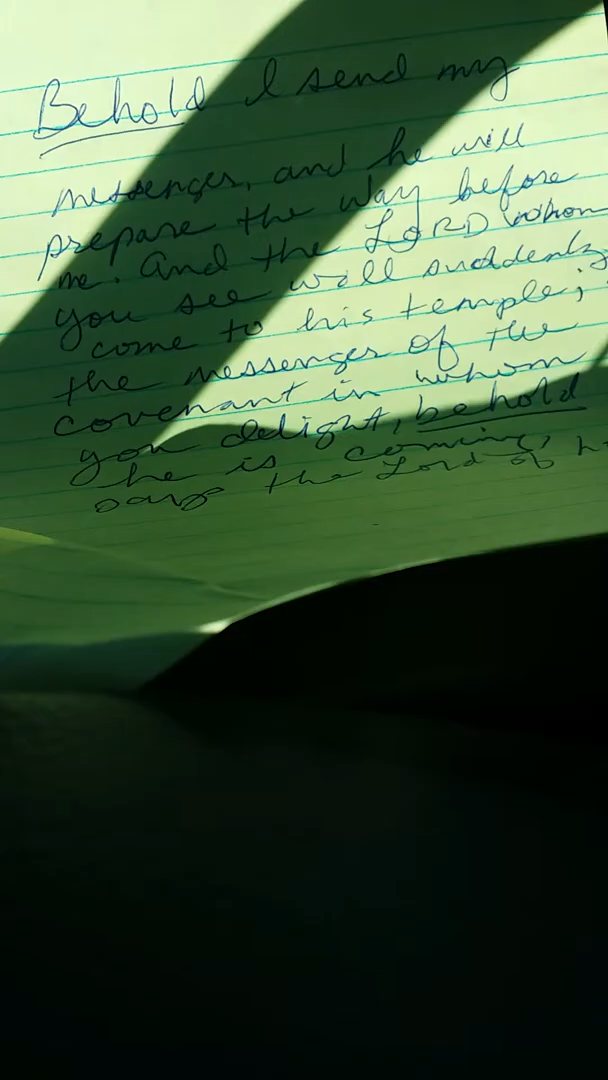 Behold I send my
messenger, and he will
prepare the way before
me. And the LORD whom
you see will suddenly
come to his temple;
the messenger of the
covenant in whom
you delight, behold
he is coming,
says the Lord of